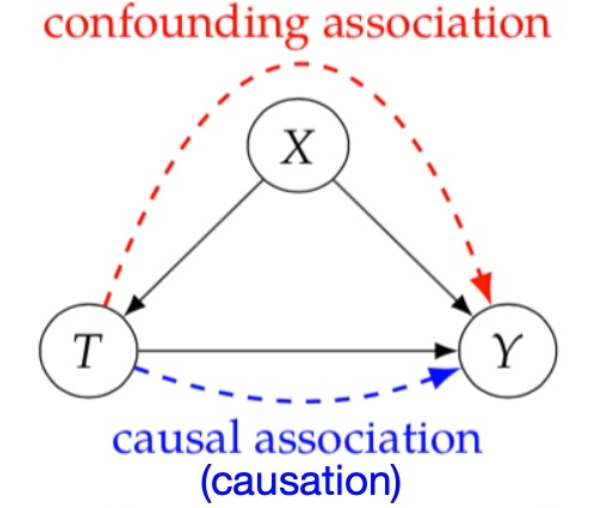 confounding association
X
T
Y
causal association
(causation)